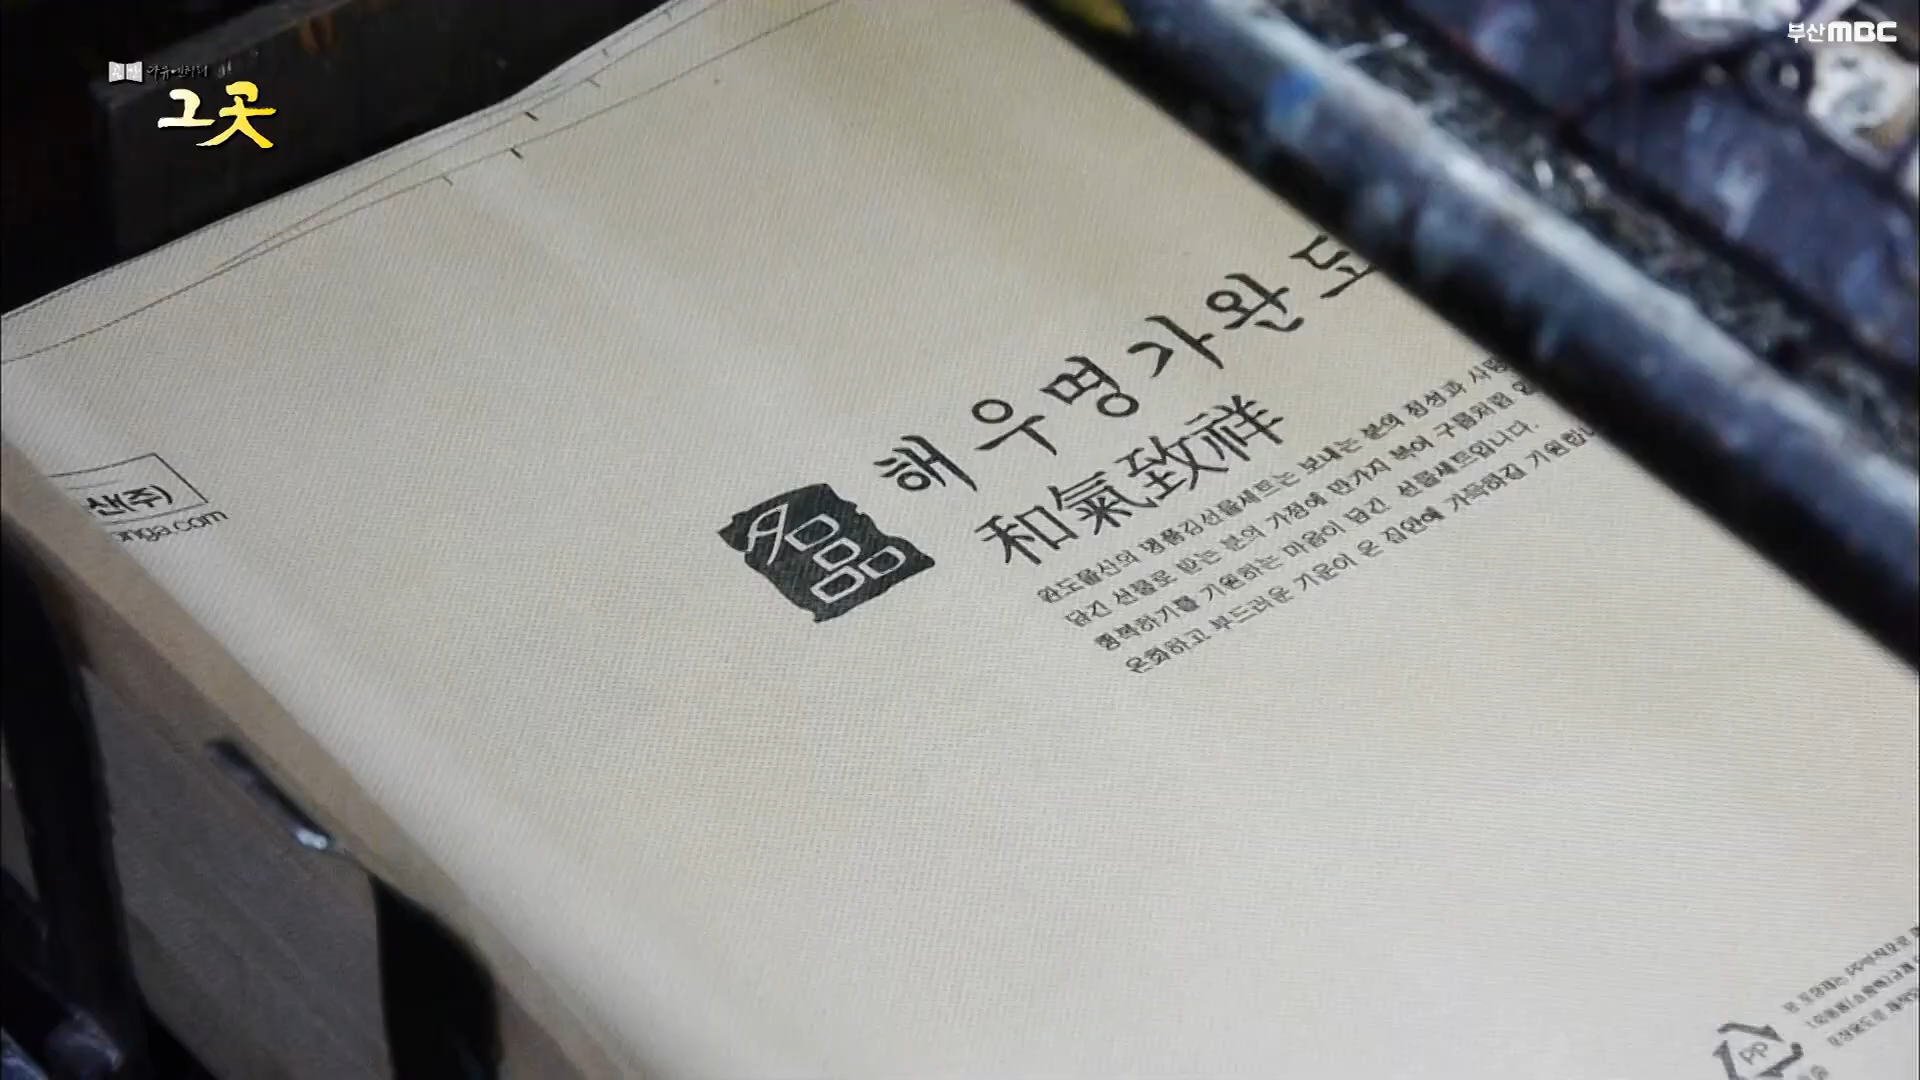 부산MBC
그곳
산(주)
onga.com
名品
해우명가완도
和氣致祥
완도물산의 명품김선물세트는 보내는 분의 정성과 사랑
담긴 선물로 받는 분의 가정에 만가지 복이 구름처럼
행복하기를 기원하는 마음이 담긴 선물세트입니다.
온화하고 부드러운 기운이 온 집안에 가득하길 기원합니
PP